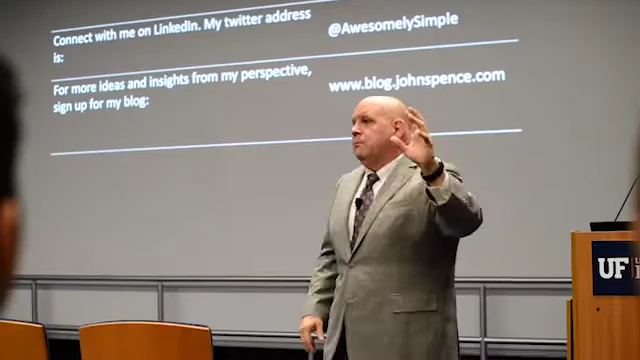 Connect with me on LinkedIn. My twitter address
is:
@AwesomelySimple
For more ideas and insights from my perspective,
sign up for my blog:
www.blog.johnspence.com
UF